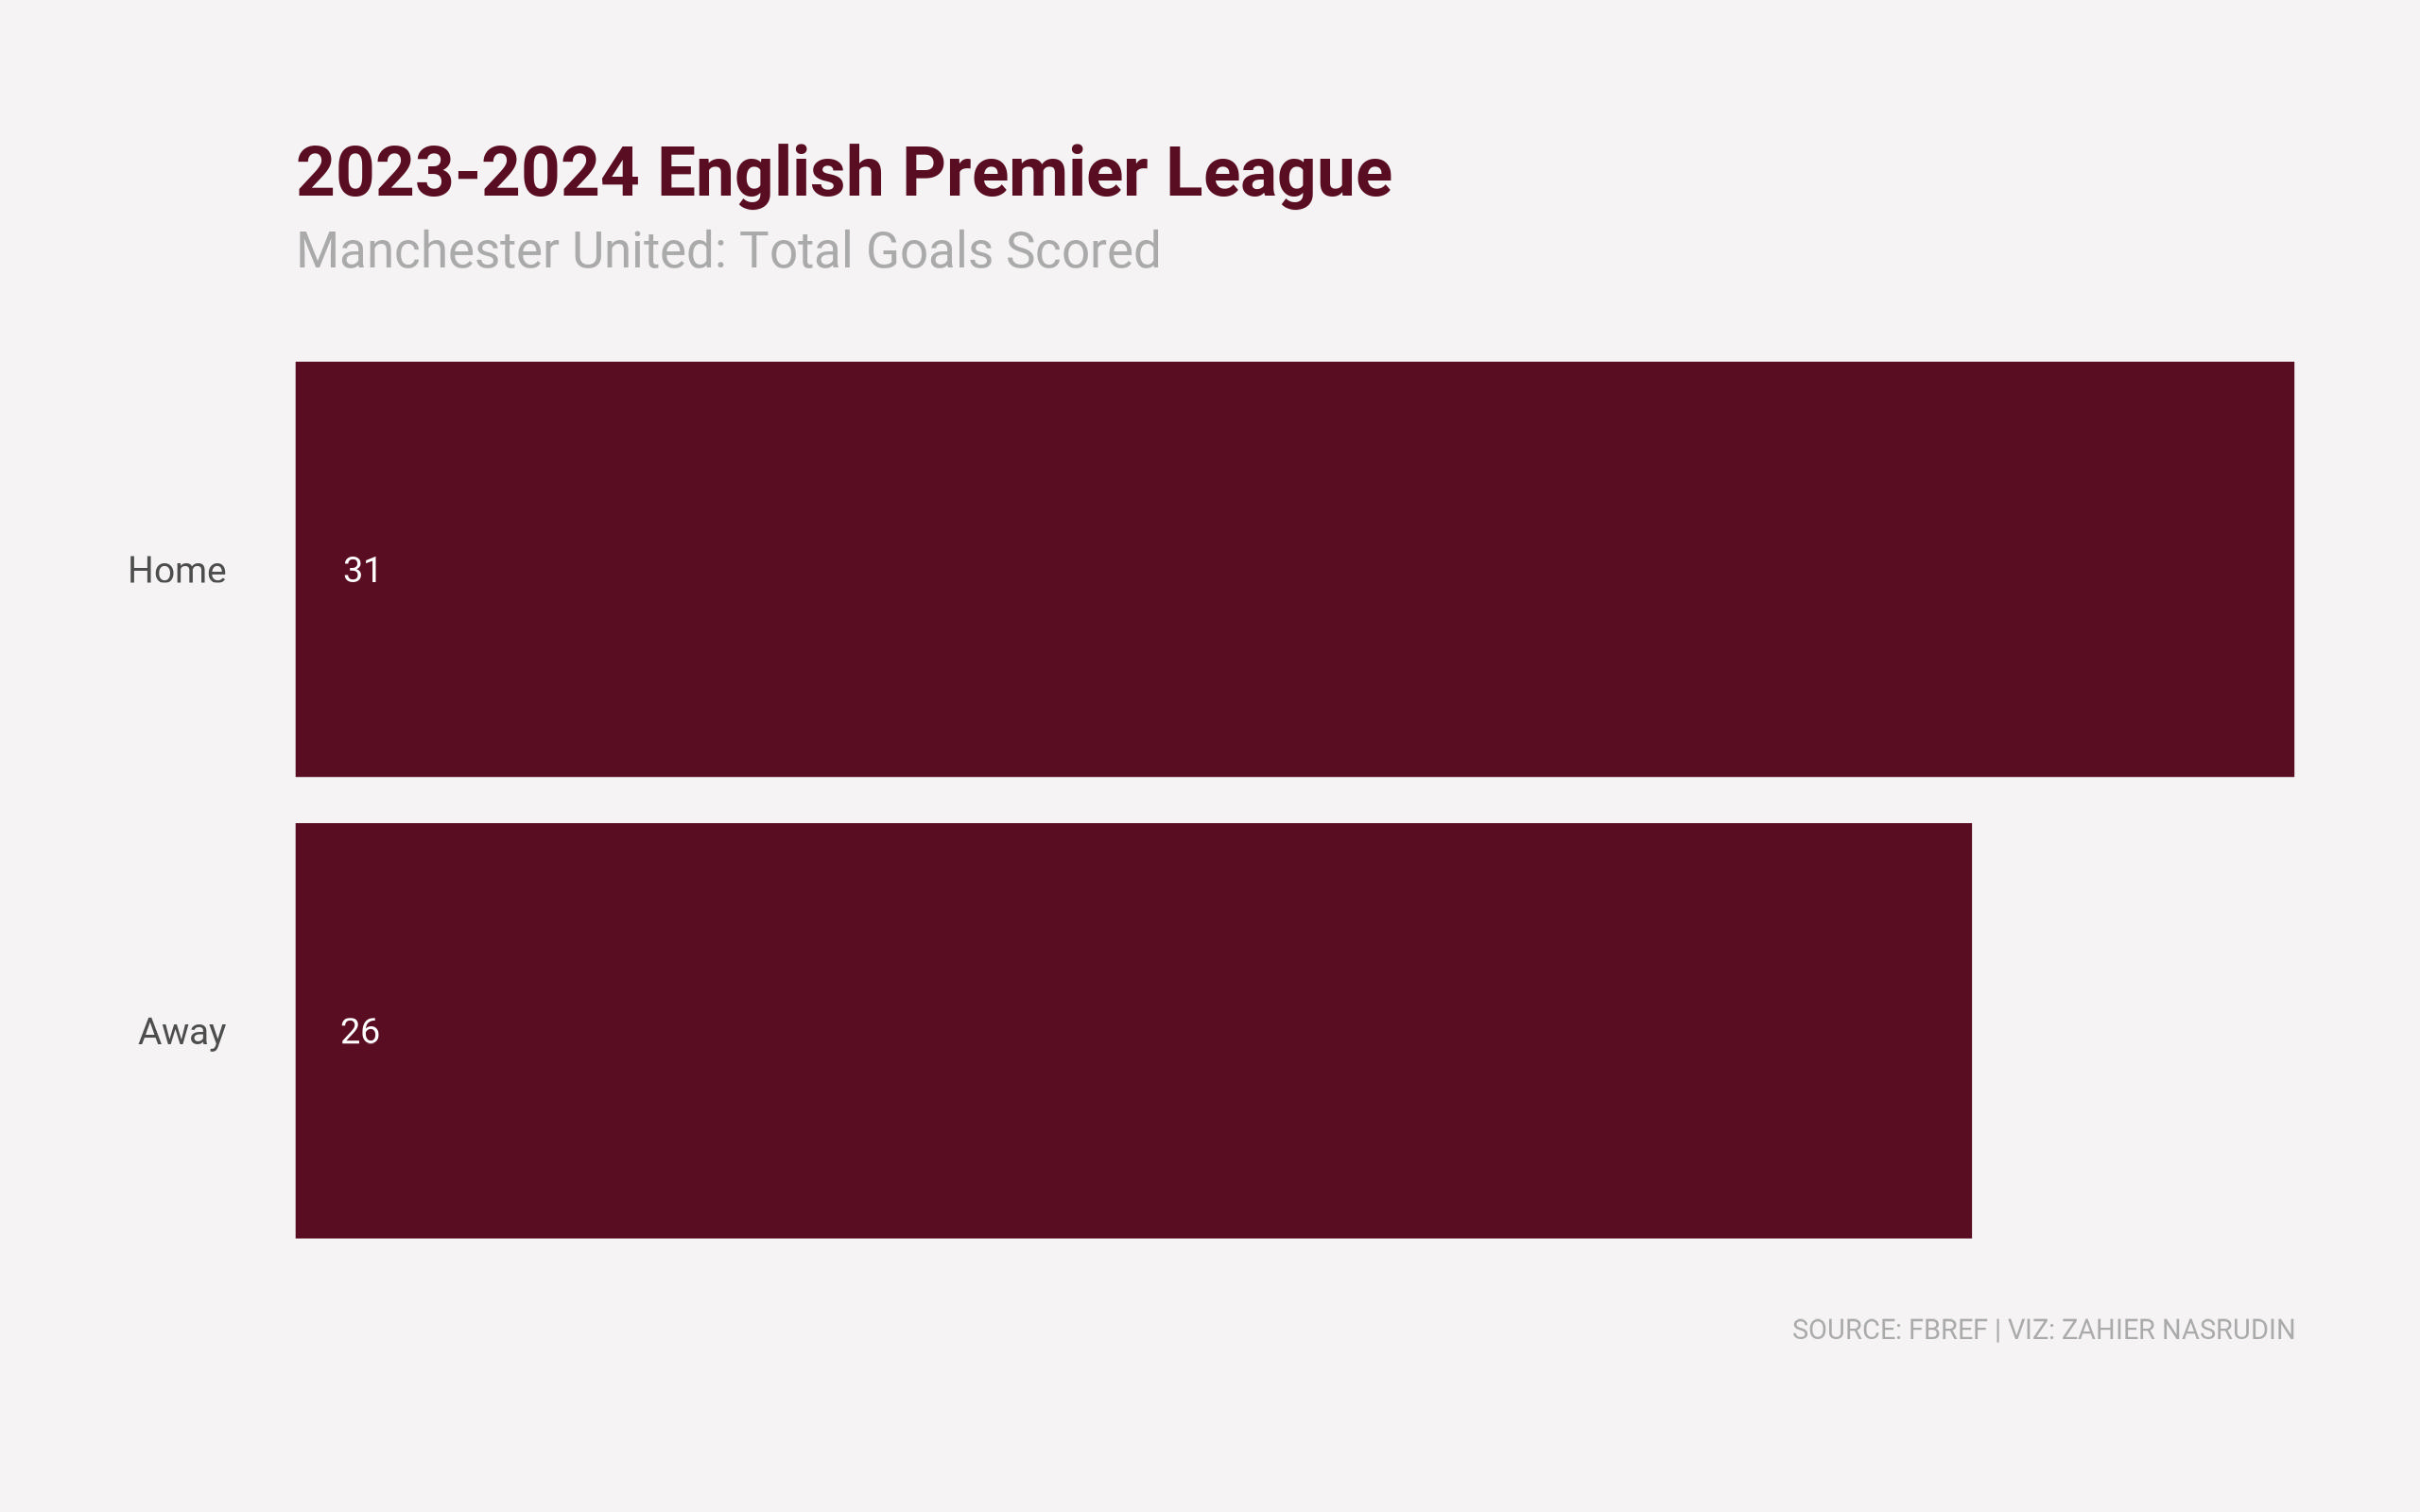 2023-2024 English Premier League
Manchester United: Total Goals Scored
Home
31
Away
26
SOURCE: FBREF | VIZ: ZAHIER NASRUDIN